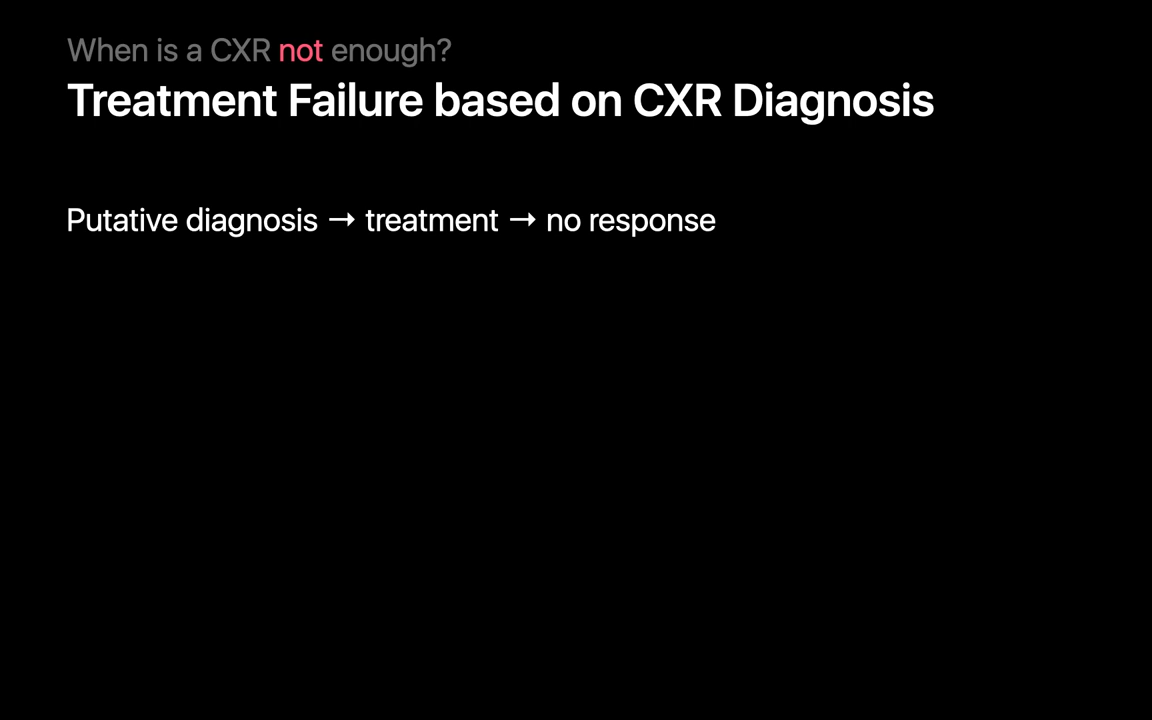 When is a CXR not enough?
Treatment Failure based on CXR Diagnosis
Putative diagnosis → treatment → no response